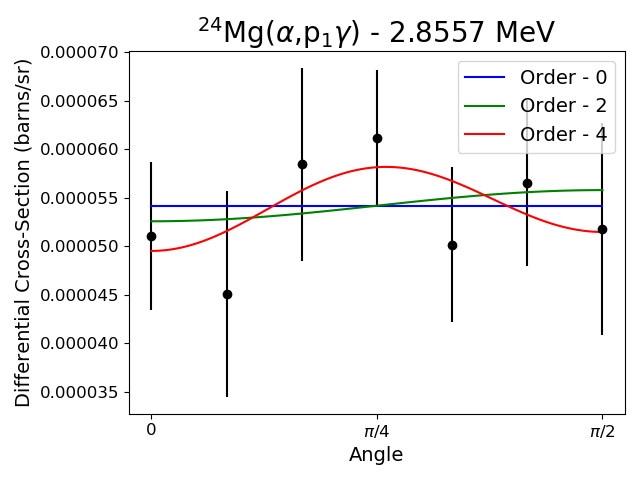 ²⁴Mg(α,p₁γ) - 2.8557 MeV
Differential Cross-Section (barns/sr)
0.000070
0.000065
0.000060
0.000055
0.000050
0.000045
0.000040
0.000035
Order - 0
Order - 2
Order - 4
0 π/4 π/2
Angle